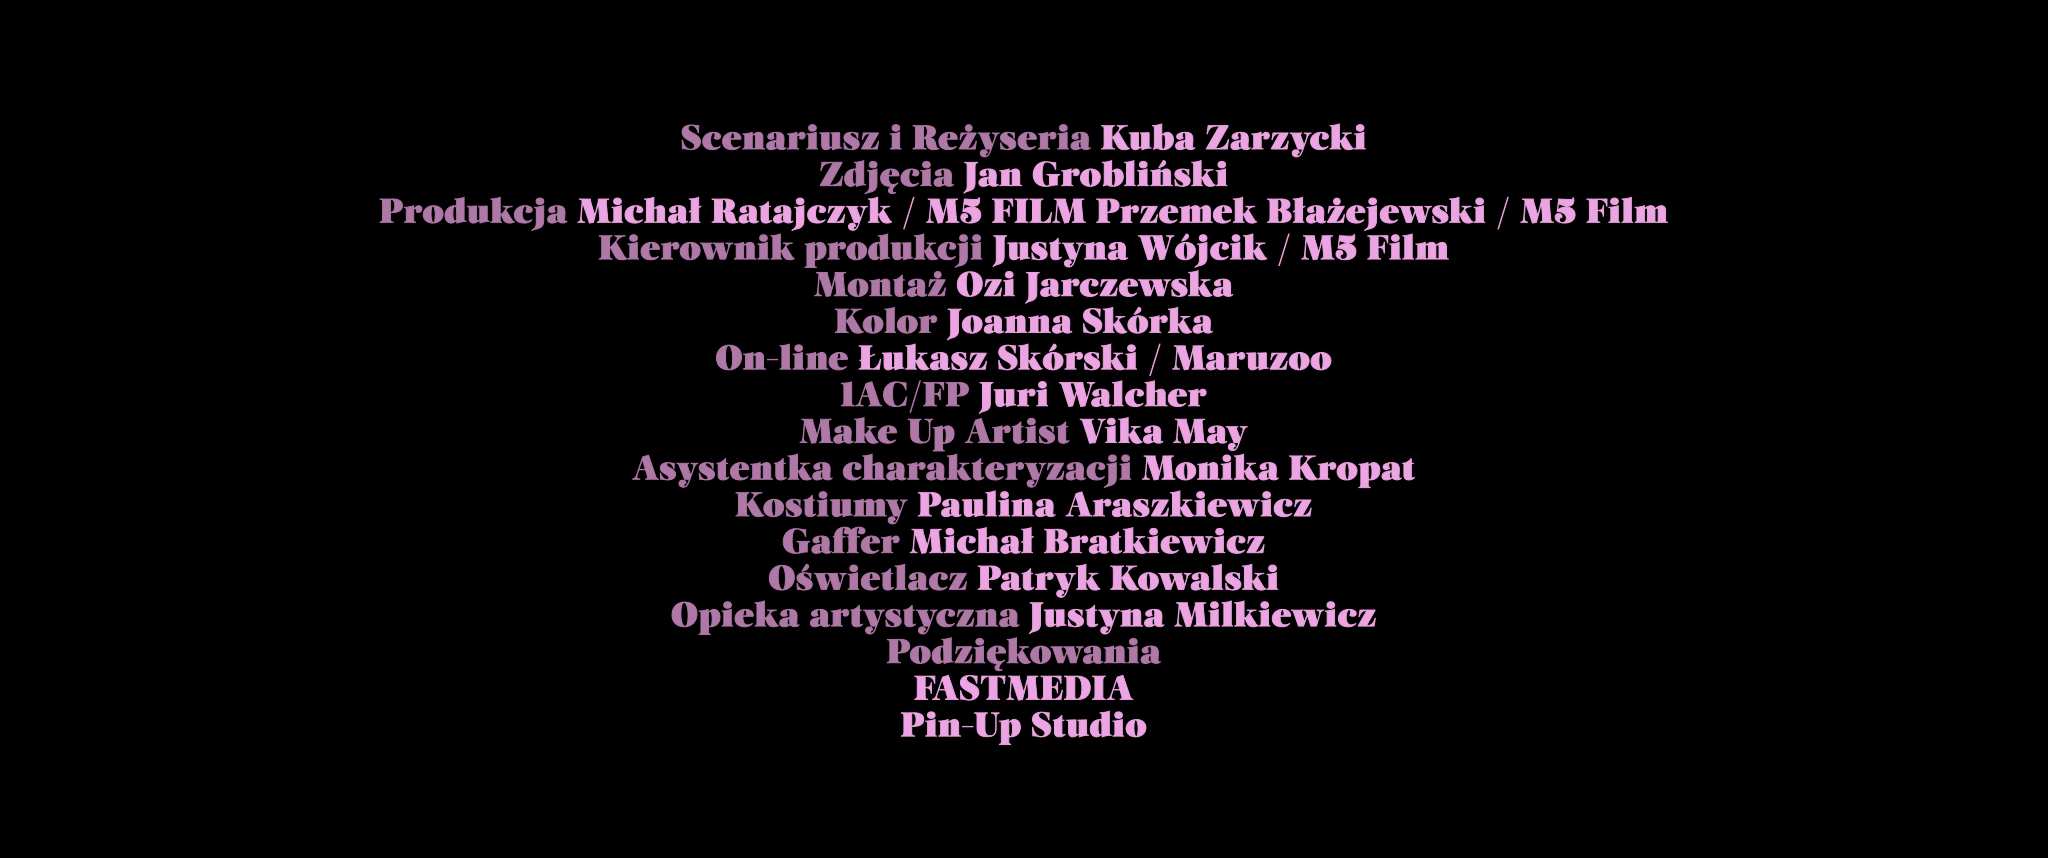 Scenariusz i Reżyseria Kuba Zarzycki
Zdjęcia Jan Grobliński
Produkcja Michał Ratajczyk / M5 FILM Przemek Błażejewski / M5 Film
Kierownik produkcji Justyna Wójcik / M5 Film
Montaż Ozi Jarczewska
Kolor Joanna Skórka
On-line Łukasz Skórski / Maruzoo
1AC/FP Juri Walcher
Make Up Artist Vika May
Asystentka charakteryzacji Monika Kropat
Kostiumy Paulina Araszkiewicz
Gaffer Michał Bratkiewicz
Oświetlacz Patryk Kowalski
Opieka artystyczna Justyna Milkiewicz
Podziękowania
FASTMEDIA
Pin-Up Studio